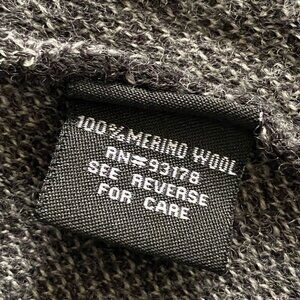 100% MERINO WOOL
RN#93178
SEE REVERSE
FOR CARE